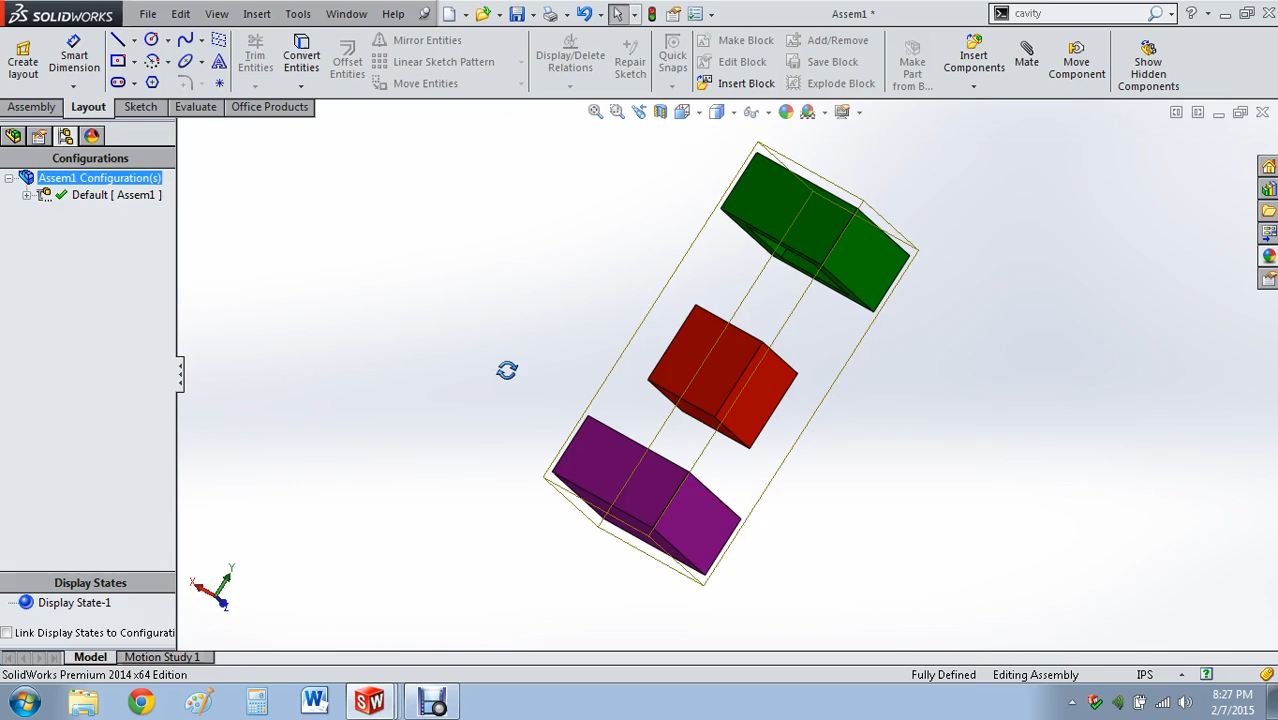 SOLIDWORKS File Edit View Insert Tools Window Help Assem1 * cavity
Create layout
Smart Dimension
Trim Entities
Convert Entities
Offset Entities
Mirror Entities
Linear Sketch Pattern
Move Entities
Display/Delete Relations
Repair Sketch
Quick Snaps
Make Block
Edit Block
Insert Block
Add/Remove
Save Block
Explode Block
Make Part from B...
Insert Components
Mate
Move Component
Show Hidden Components
Assembly Layout Sketch Evaluate Office Products
Configurations
Assem1 Configuration(s)
Default [ Assem1 ]
X Y Z
Display States
Display State-1
Link Display States to Configurati
Model Motion Study 1
SolidWorks Premium 2014 x64 Edition Fully Defined Editing Assembly IPS
8:27 PM
2/7/2015